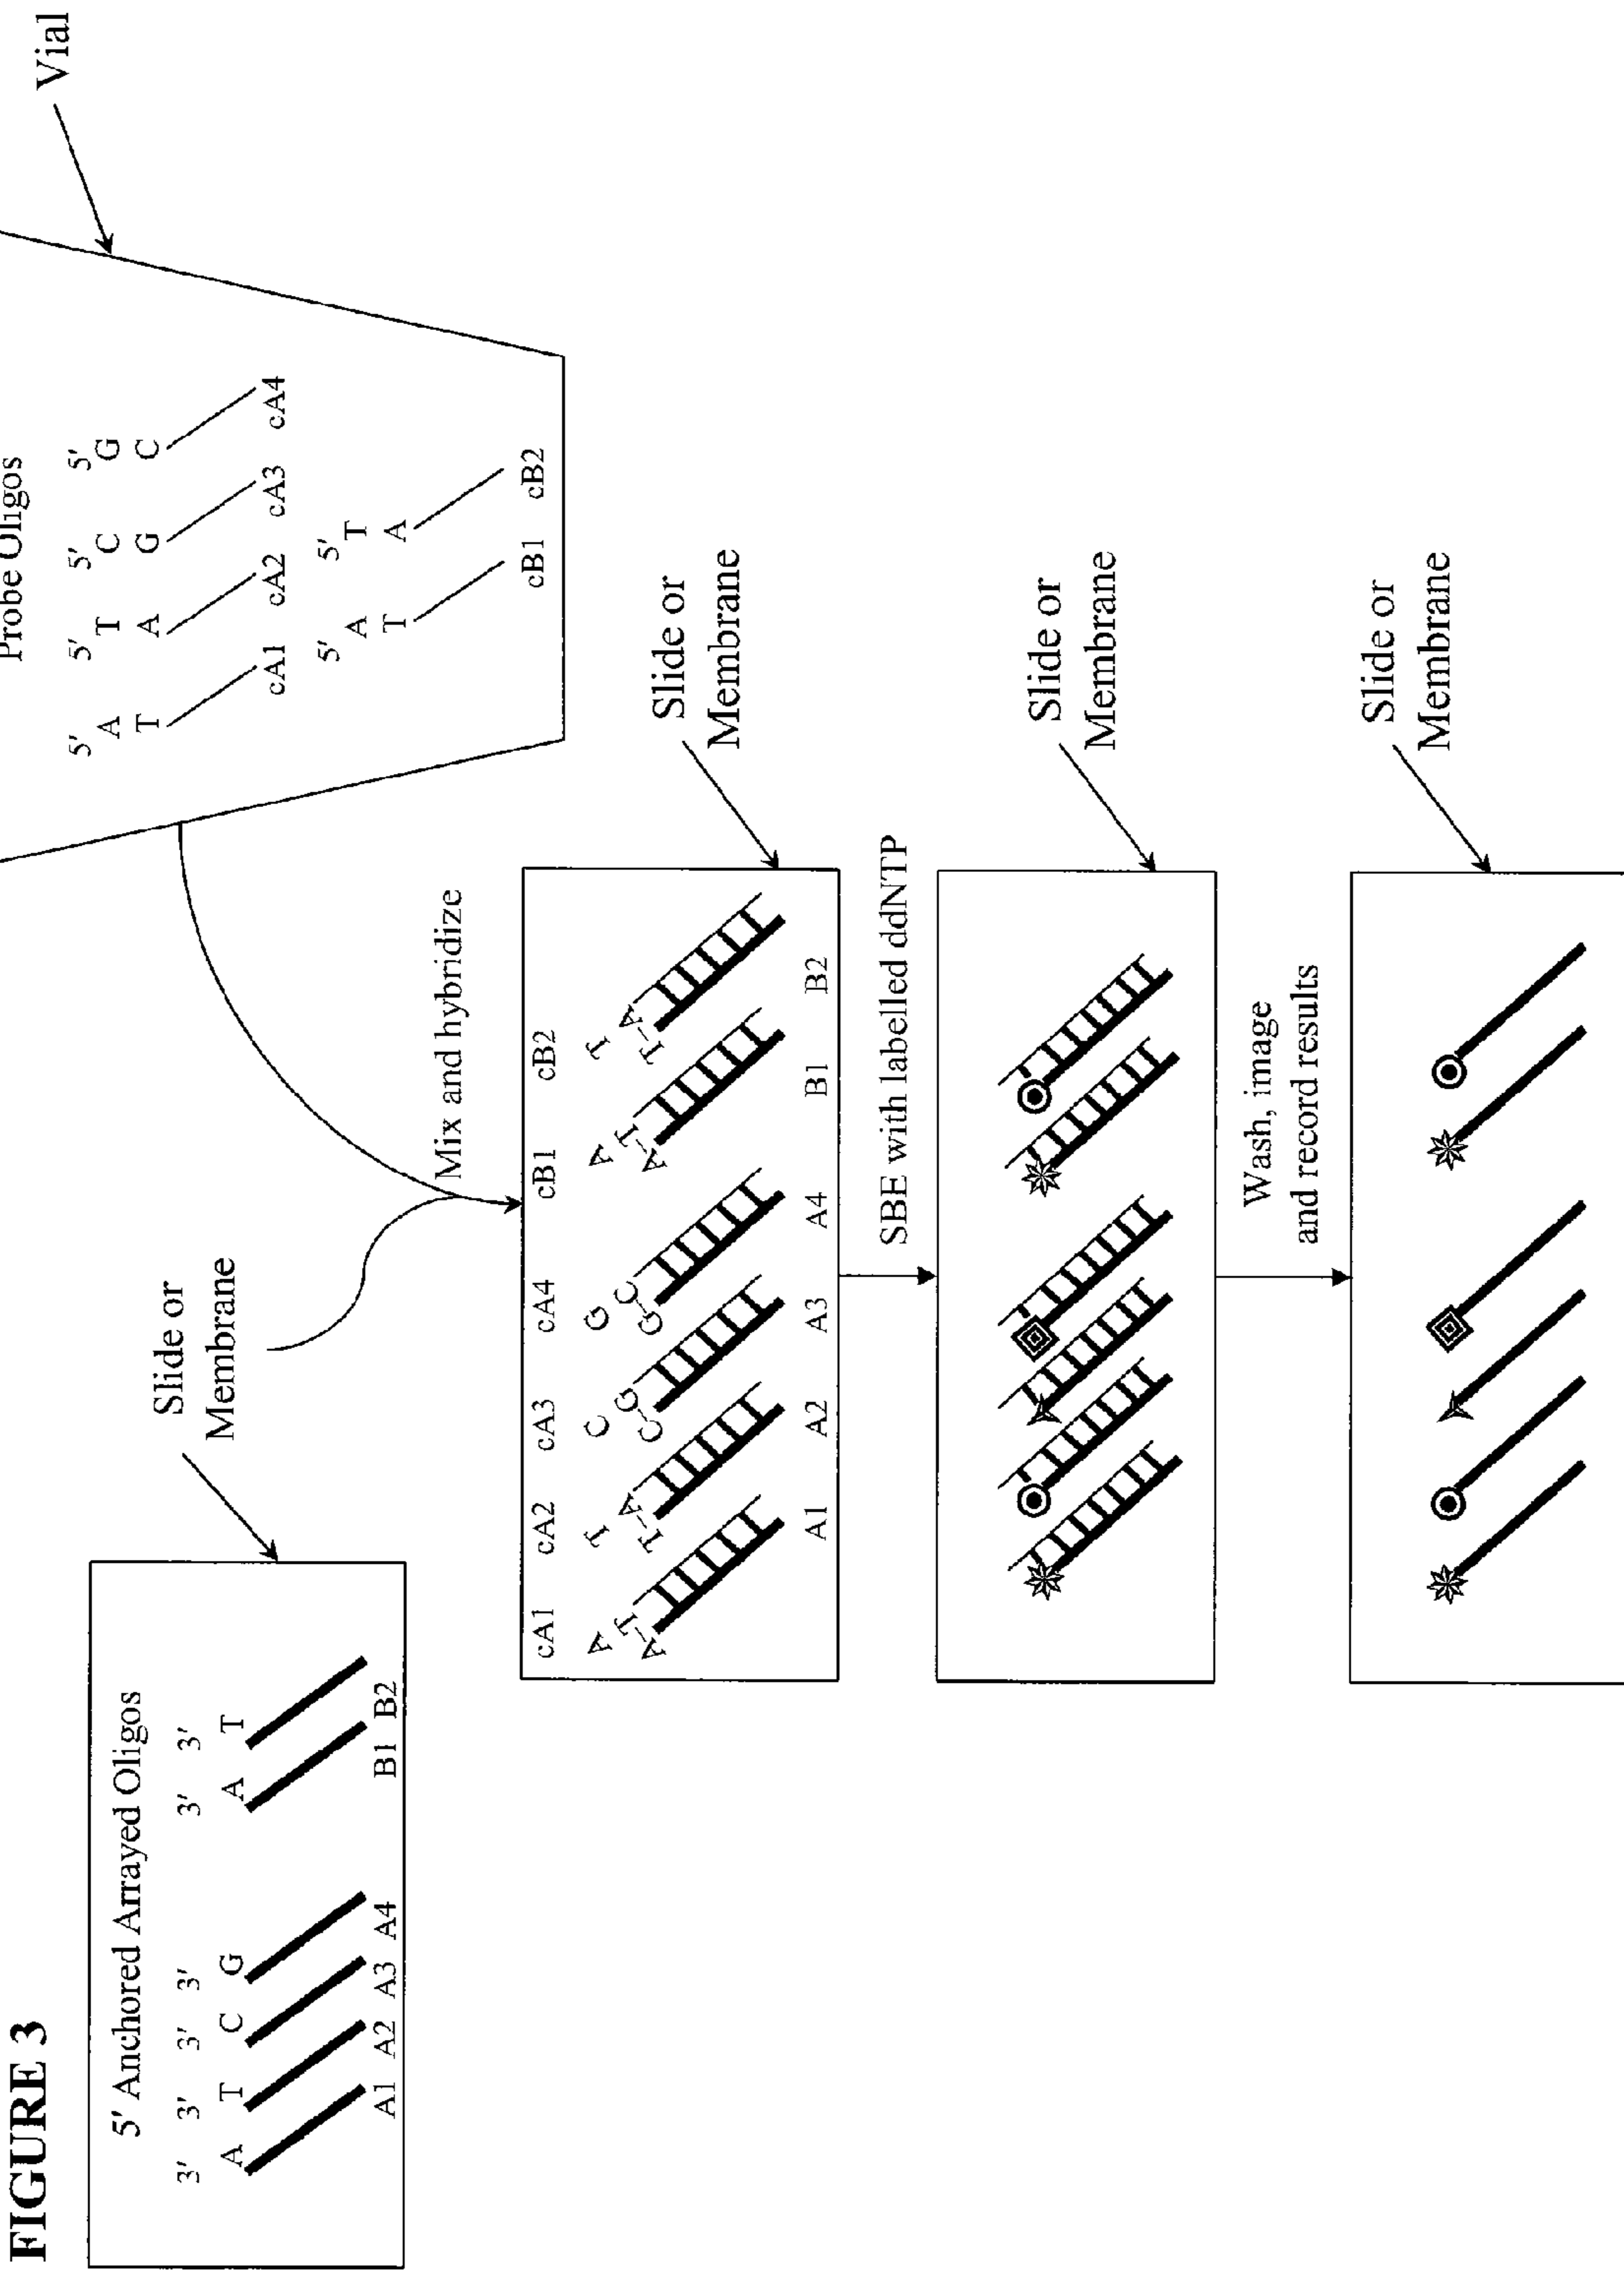 FIGURE 3
5' Anchored Arrayed Oligos
3' 3' 3' 3' 3' 3'
A T C G A T
A1 A2 A3 A4 B1 B2
Slide or
Membrane
Probe Oligos
5' 5' 5' 5'
A T C G
T A G C
cA1 cA2 cA3 cA4
5' 5'
A T
T A
cB1 cB2
Vial
Mix and hybridize
cA1 cA2 cA3 cA4 cB1 cB2
A T C G A T
T A G C T A
A T C G A T
A1 A2 A3 A4 B1 B2
Slide or
Membrane
SBE with labelled ddNTP
Slide or
Membrane
Wash, image
and record results
Slide or
Membrane